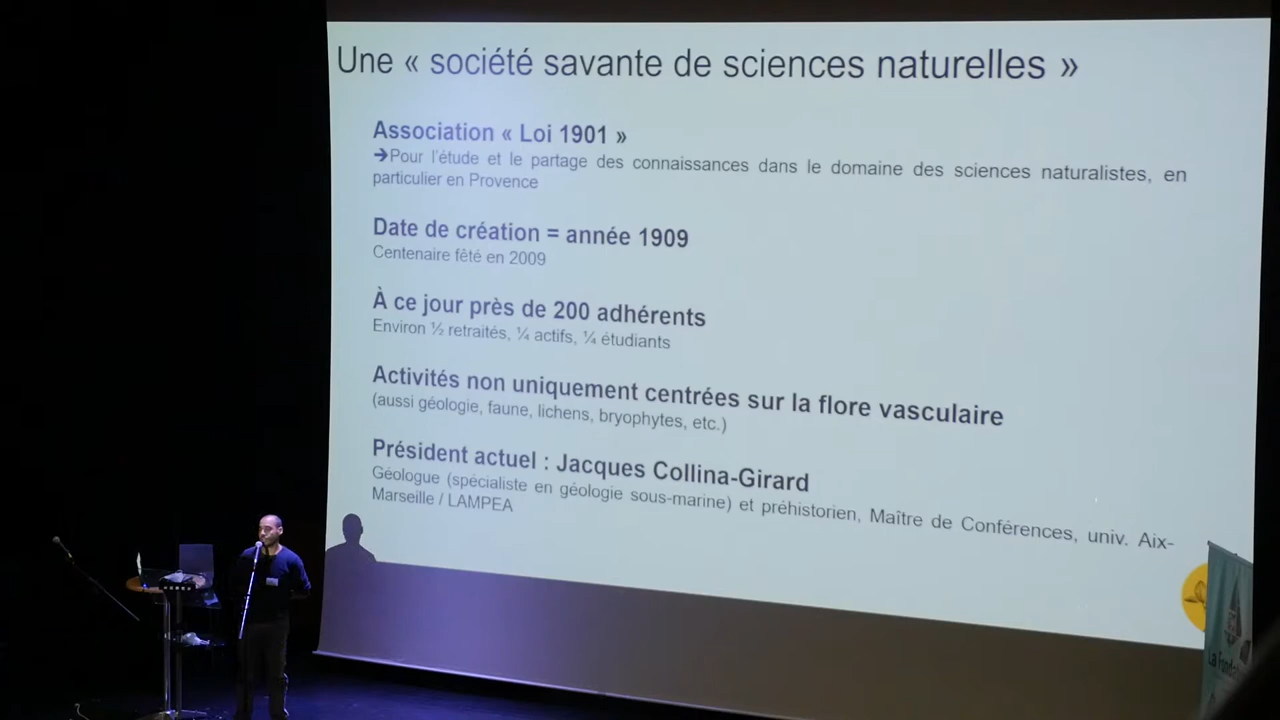 Une « société savante de sciences naturelles »
Association « Loi 1901 »
➔Pour l'étude et le partage des connaissances dans le domaine des sciences naturalistes, en
particulier en Provence
Date de création = année 1909
Centenaire fêté en 2009
À ce jour près de 200 adhérents
Environ ½ retraités, ¼ actifs, ¼ étudiants
Activités non uniquement centrées sur la flore vasculaire
(aussi géologie, faune, lichens, bryophytes, etc.)
Président actuel : Jacques Collina-Girard
Géologue (spécialiste en géologie sous-marine) et préhistorien, Maître de Conférences, univ. Aix-
Marseille / LAMPEA
La